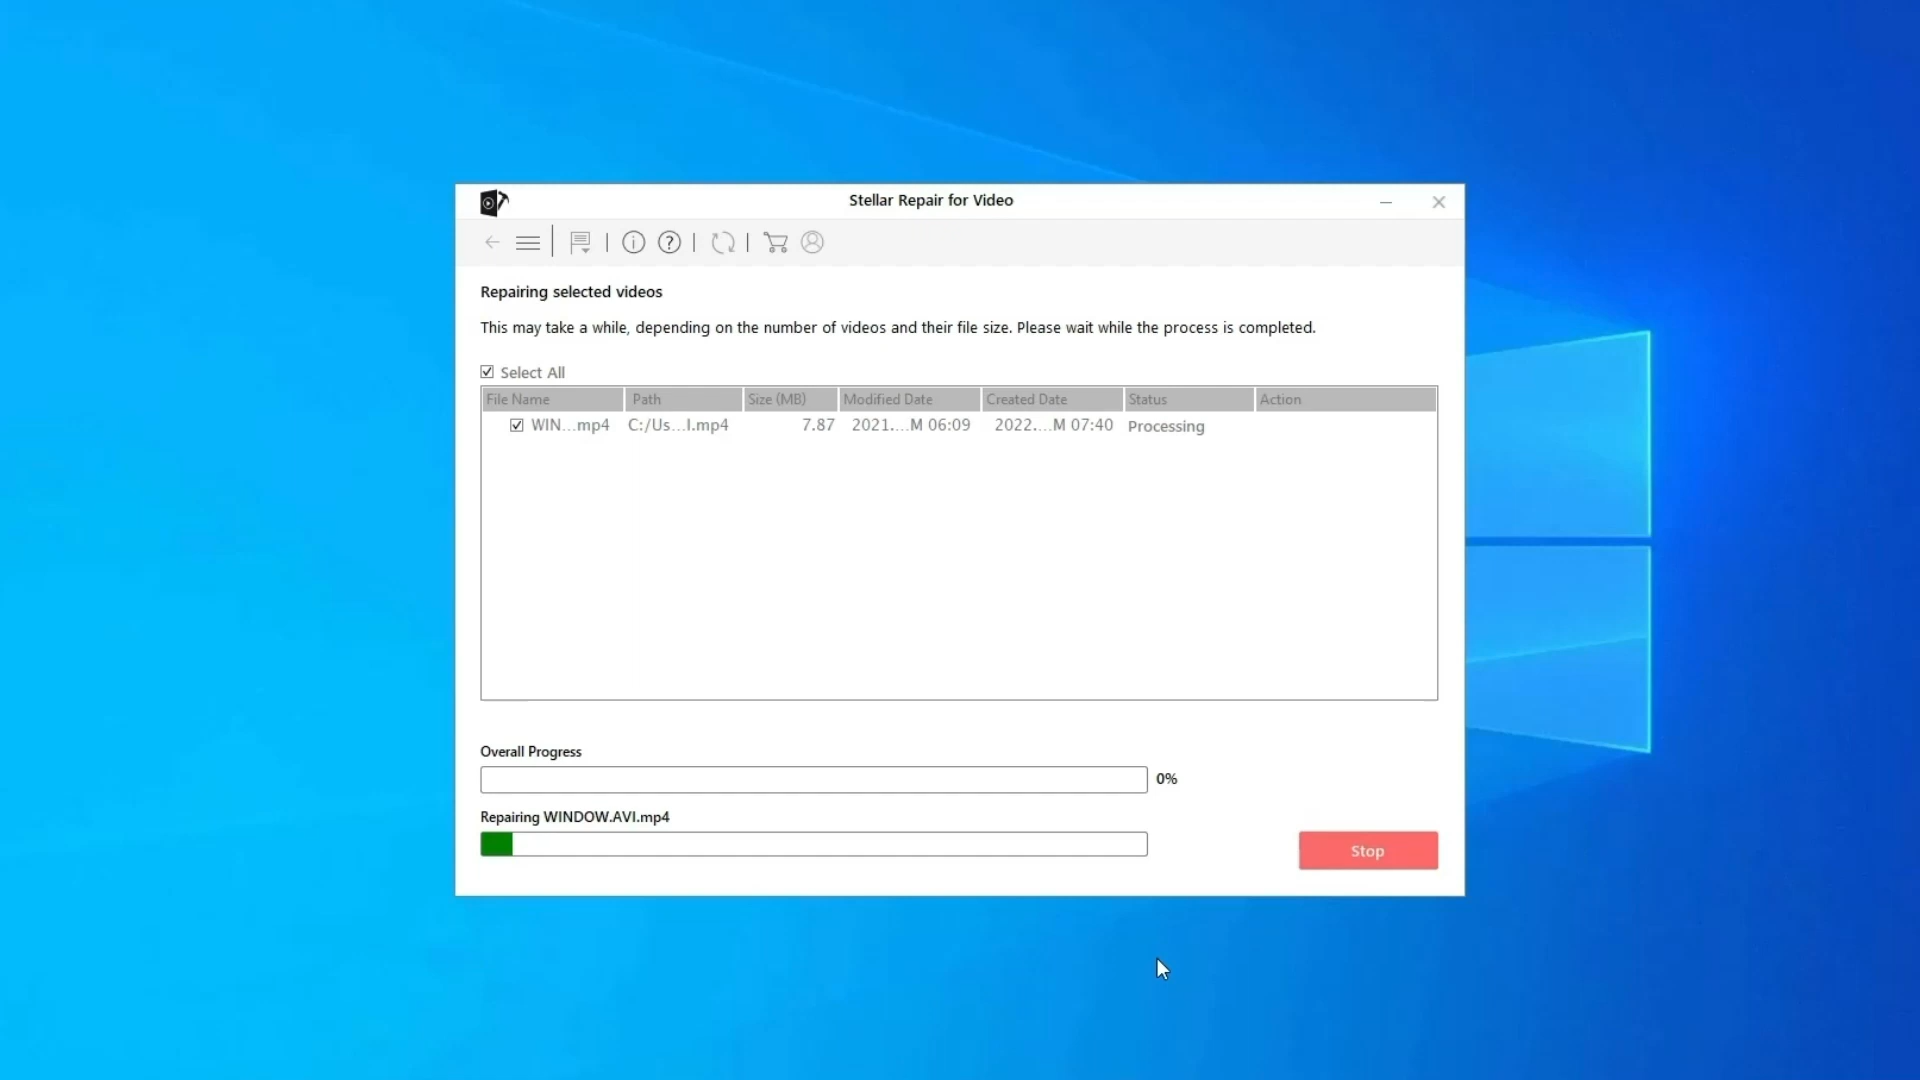 Stellar Repair for Video
Repairing selected videos
This may take a while, depending on the number of videos and their file size. Please wait while the process is completed.
Select All
File Name Path Size (MB) Modified Date Created Date Status Action
WIN...mp4 C:/Us...I.mp4 7.87 2021....M 06:09 2022....M 07:40 Processing
Overall Progress
0%
Repairing WINDOW.AVI.mp4
Stop